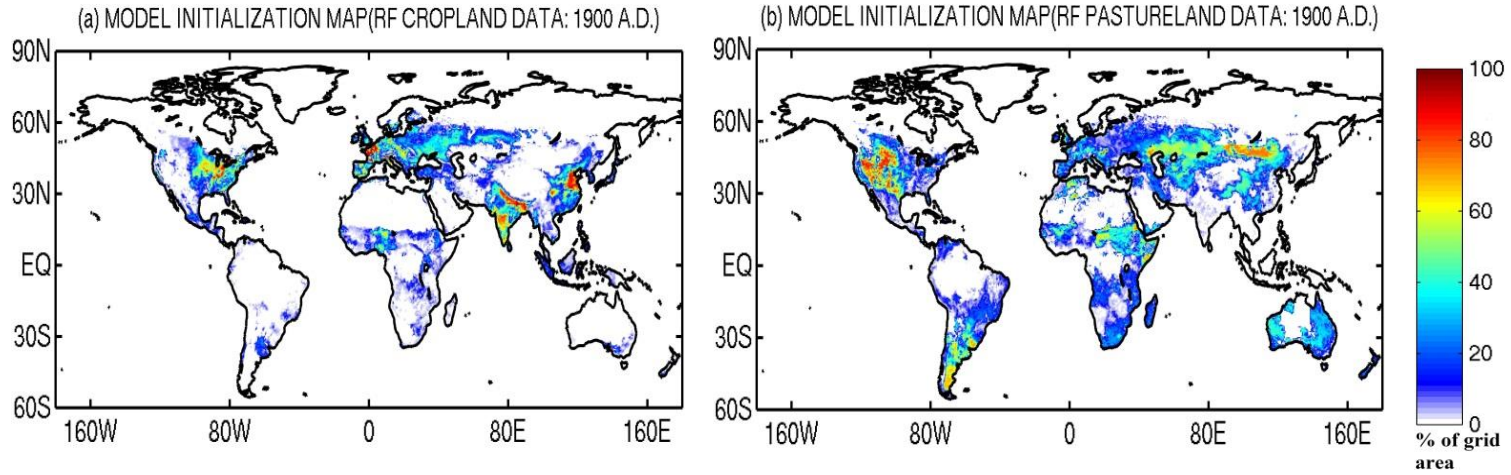 (a) MODEL INITIALIZATION MAP(RF CROPLAND DATA: 1900 A.D.)
90N
60N
30N
EQ
30S
60S
160W
80W
0
80E
160E
(b) MODEL INITIALIZATION MAP(RF PASTURELAND DATA: 1900 A.D.)
90N
60N
30N
EQ
30S
60S
160W
80W
0
80E
160E
100
80
60
40
20
0
% of grid
area